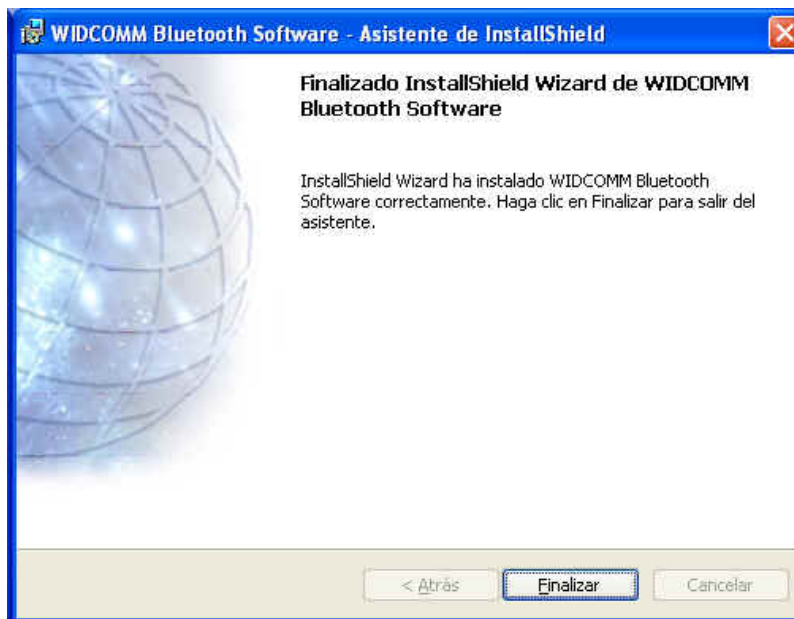 WIDCOMM Bluetooth Software - Asistente de InstallShield
Finalizado InstallShield Wizard de WIDCOMM
Bluetooth Software
InstallShield Wizard ha instalado WIDCOMM Bluetooth
Software correctamente. Haga clic en Finalizar para salir del
asistente.
< Atrás
Finalizar
Cancelar